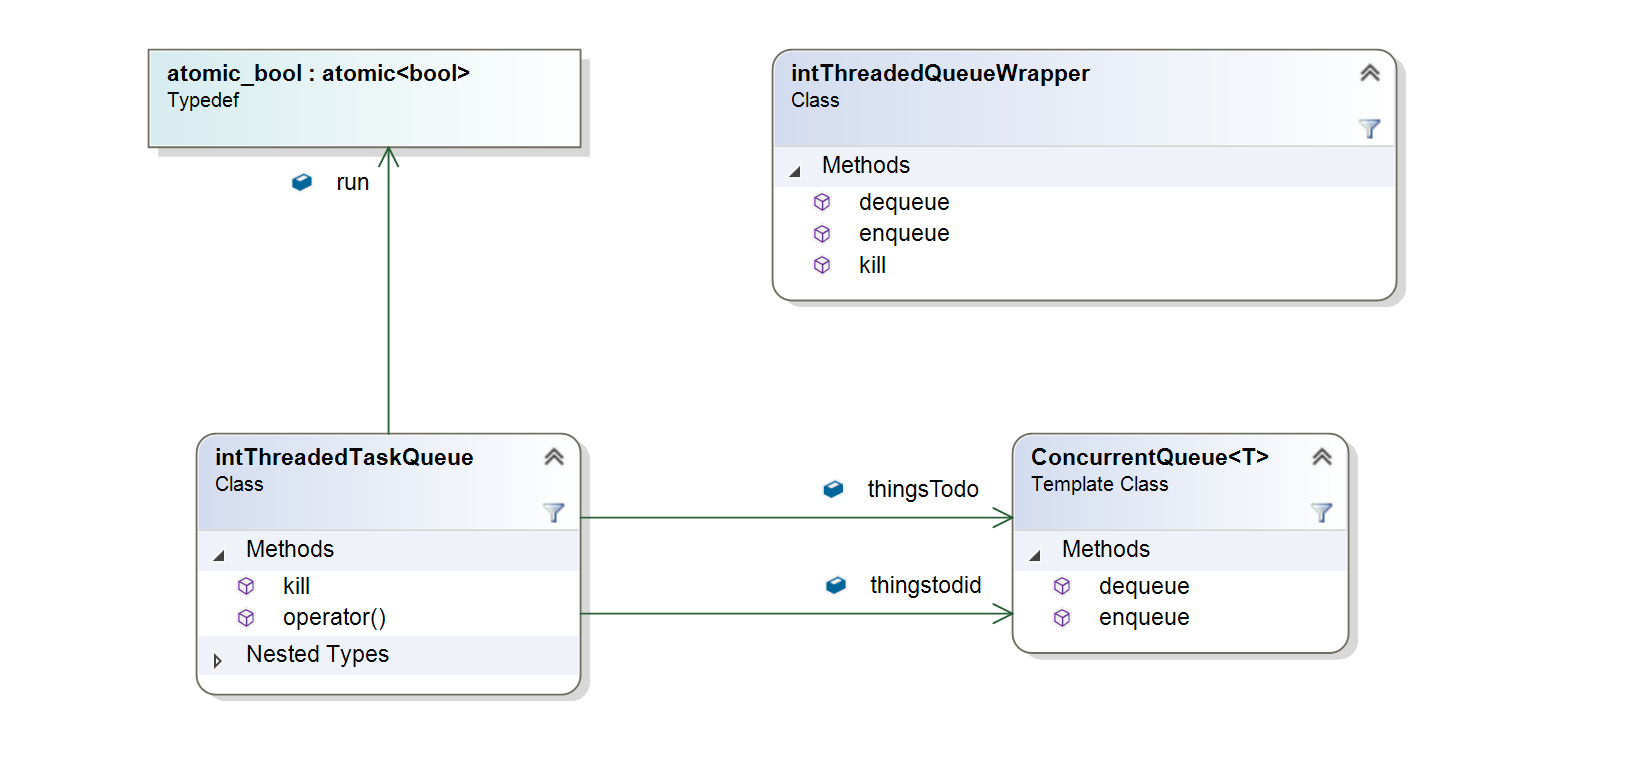 atomic_bool : atomic<bool>
Typedef
run
intThreadedQueueWrapper
Class
Methods
dequeue
enqueue
kill
intThreadedTaskQueue
Class
Methods
kill
operator()
Nested Types
thingsTodo
thingstodid
ConcurrentQueue<T>
Template Class
Methods
dequeue
enqueue